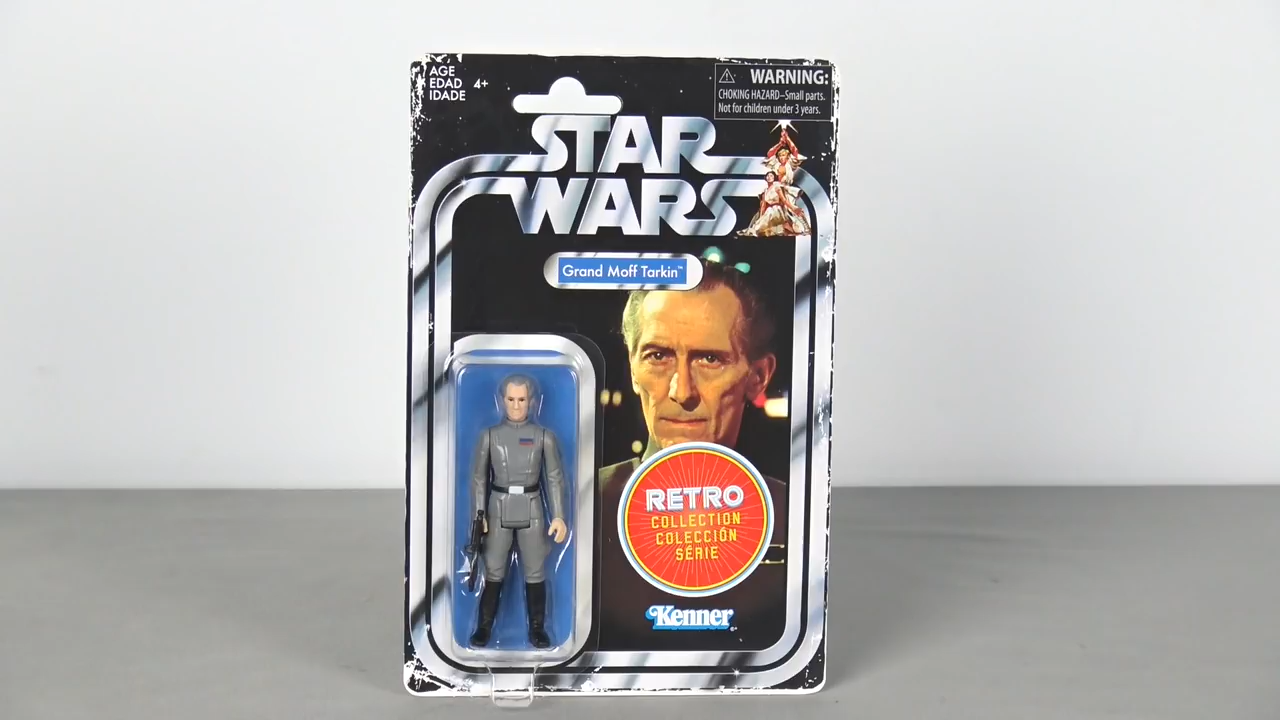 AGE
EDAD
IDADE
4+
WARNING:
CHOKING HAZARD–Small parts.
Not for children under 3 years.
STAR
WARS
Grand Moff Tarkin™
RETRO
COLLECTION
COLECCIÓN
SÉRIE
Kenner